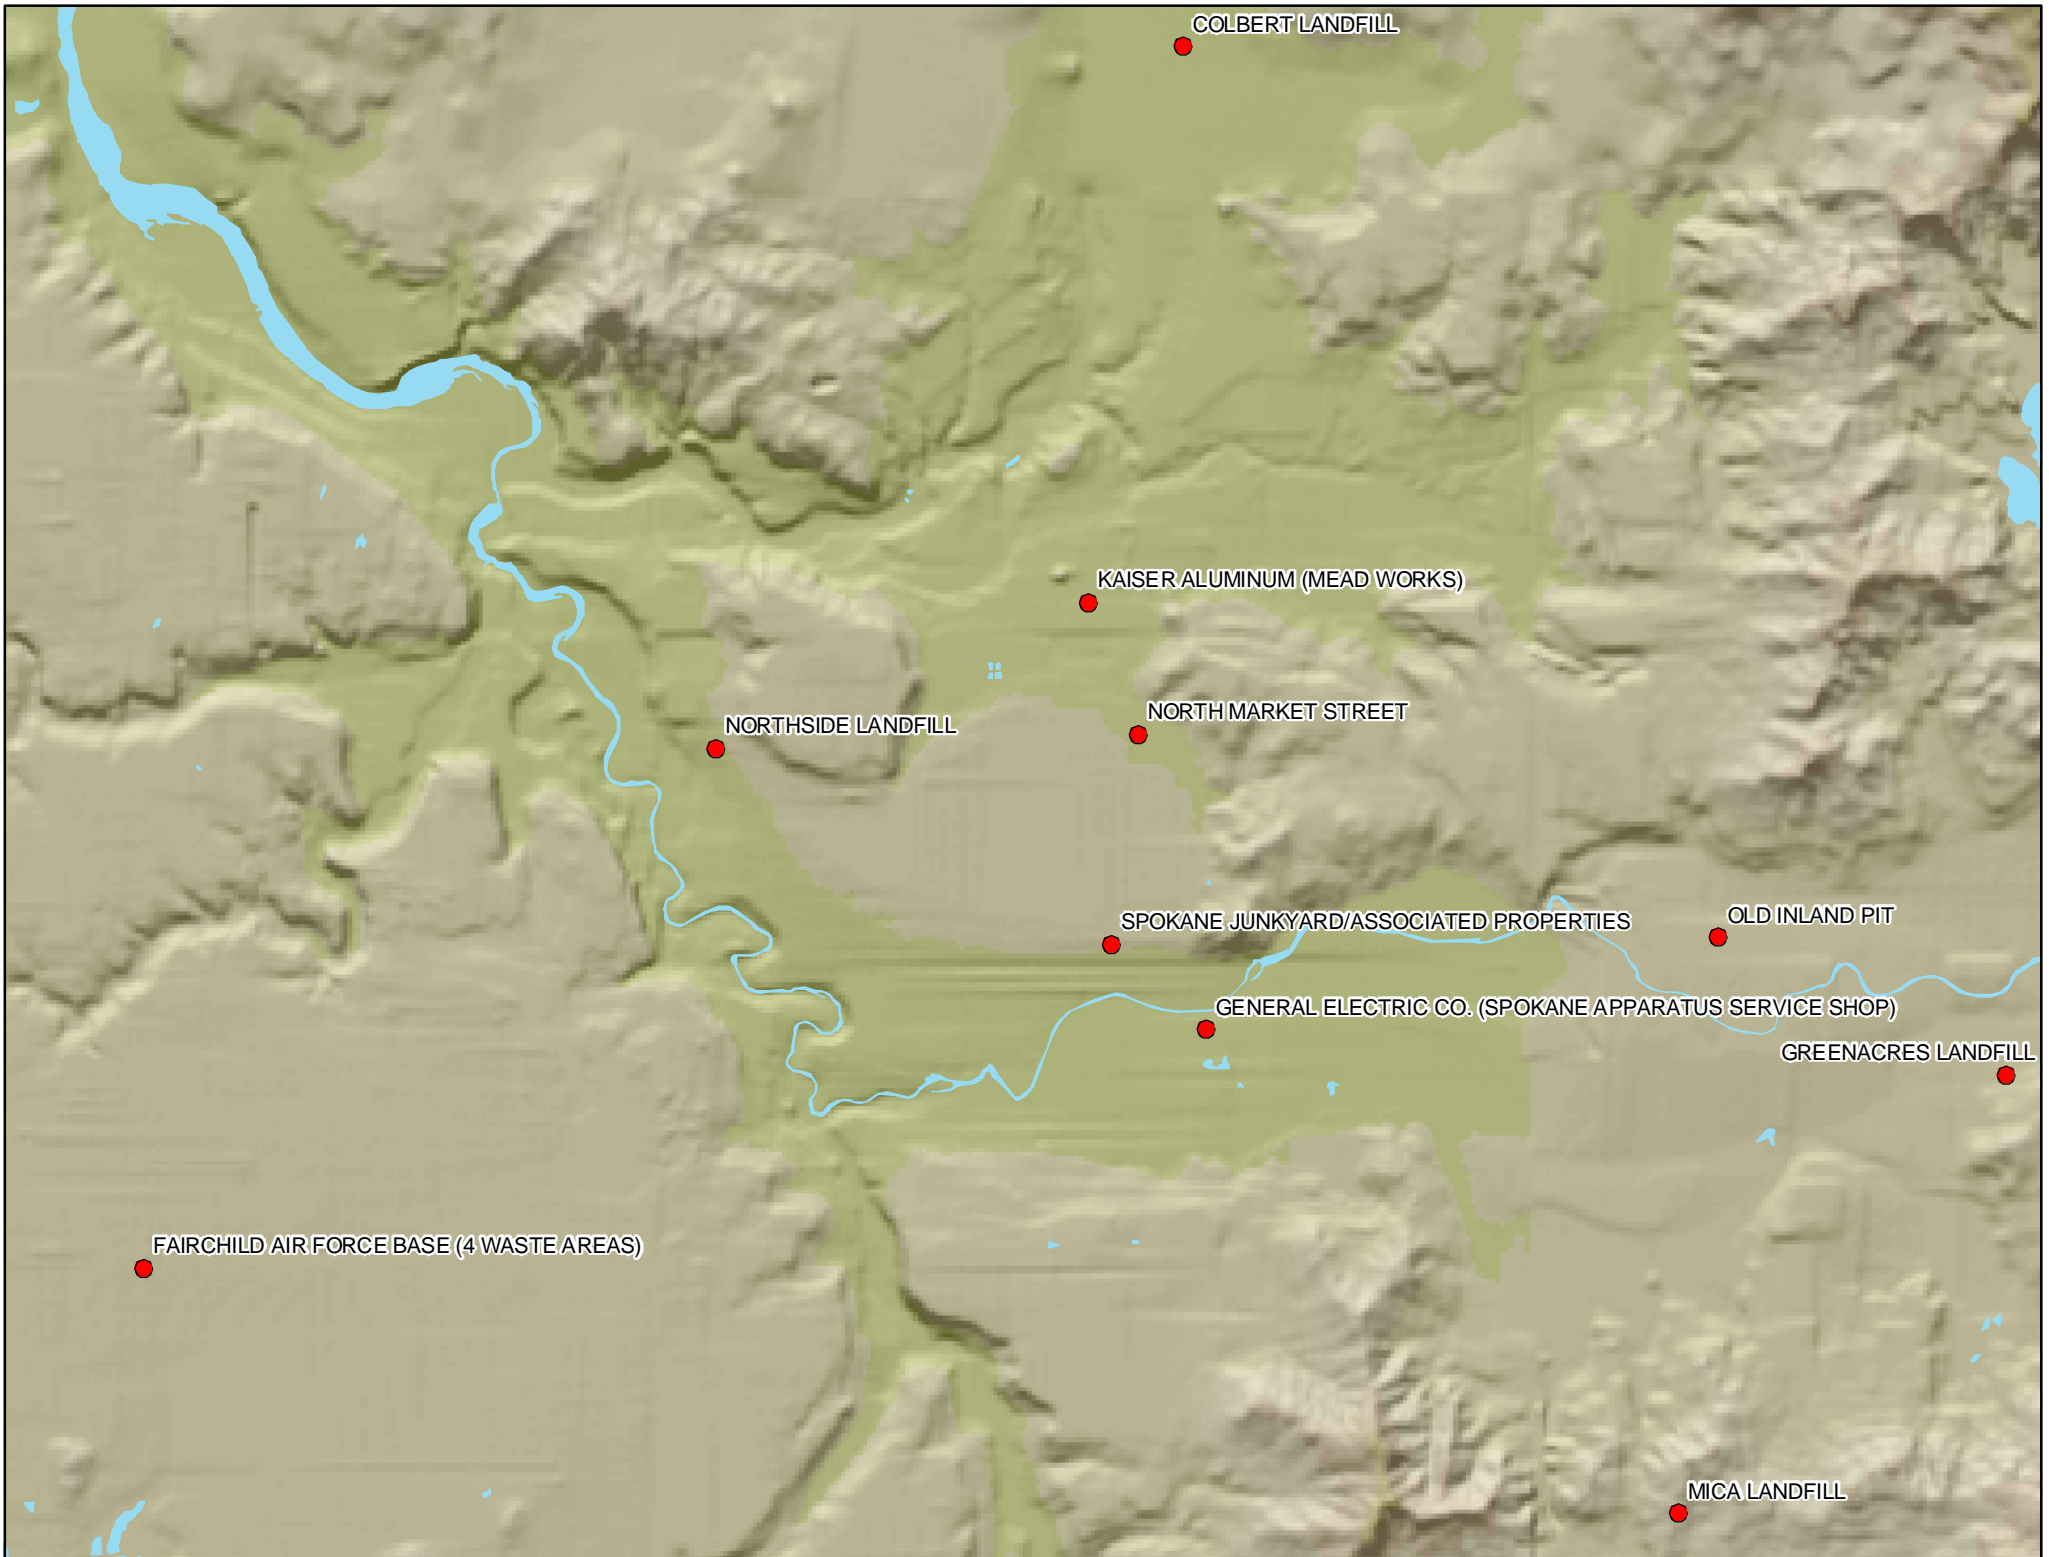 COLBERT LANDFILL
KAISER ALUMINUM (MEAD WORKS)
NORTH MARKET STREET
NORTHSIDE LANDFILL
OLD INLAND PIT
SPOKANE JUNKYARD/ASSOCIATED PROPERTIES
GENERAL ELECTRIC CO. (SPOKANE APPARATUS SERVICE SHOP)
GREENACRES LANDFILL
FAIRCHILD AIR FORCE BASE (4 WASTE AREAS)
MICA LANDFILL